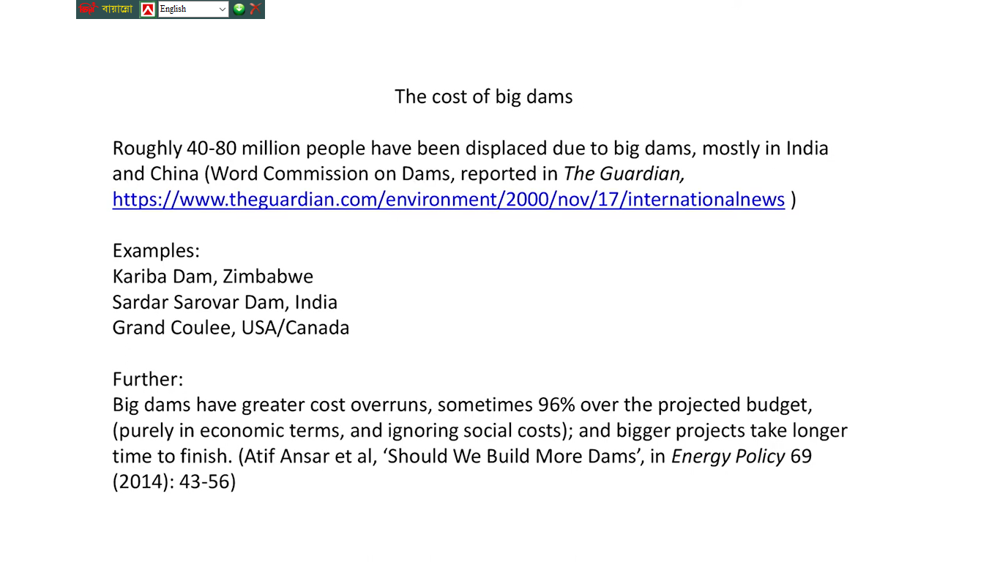 বায়ান্নো English
The cost of big dams
Roughly 40-80 million people have been displaced due to big dams, mostly in India
and China (Word Commission on Dams, reported in The Guardian,
https://www.theguardian.com/environment/2000/nov/17/internationalnews )
Examples:
Kariba Dam, Zimbabwe
Sardar Sarovar Dam, India
Grand Coulee, USA/Canada
Further:
Big dams have greater cost overruns, sometimes 96% over the projected budget,
(purely in economic terms, and ignoring social costs); and bigger projects take longer
time to finish. (Atif Ansar et al, ‘Should We Build More Dams’, in Energy Policy 69
(2014): 43-56)